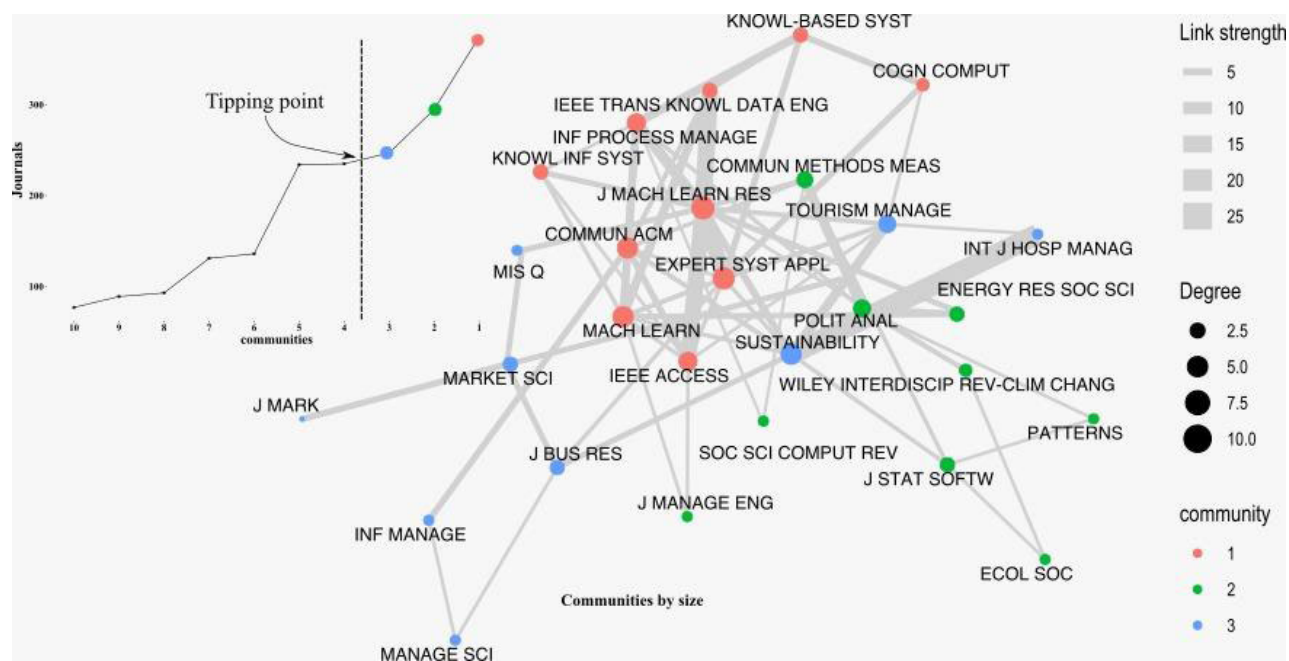 KNOWL-BASED SYST
Link strength
5
10
15
20
25
COGN COMPUT
Tipping point
IEEE TRANS KNOWL DATA ENG
INF PROCESS MANAGE
KNOWL INF SYST
COMMUN METHODS MEAS
J MACH LEARN RES
TOURISM MANAGE
COMMUN ACM
INT J HOSP MANAG
MIS Q
EXPERT SYST APPL
ENERGY RES SOC SCI
MACH LEARN
POLIT ANAL
SUSTAINABILITY
MARKET SCI
IEEE ACCESS
WILEY INTERDISCIP REV-CLIM CHANG
J MARK
PATTERNS
J BUS RES
SOC SCI COMPUT REV
J STAT SOFTW
J MANAGE ENG
INF MANAGE
ECOL SOC
MANAGE SCI
Journals
300
200
100
10 9 8 7 6 5 4 3 2 1
communities
Communities by size
Degree
2.5
5.0
7.5
10.0
community
1
2
3